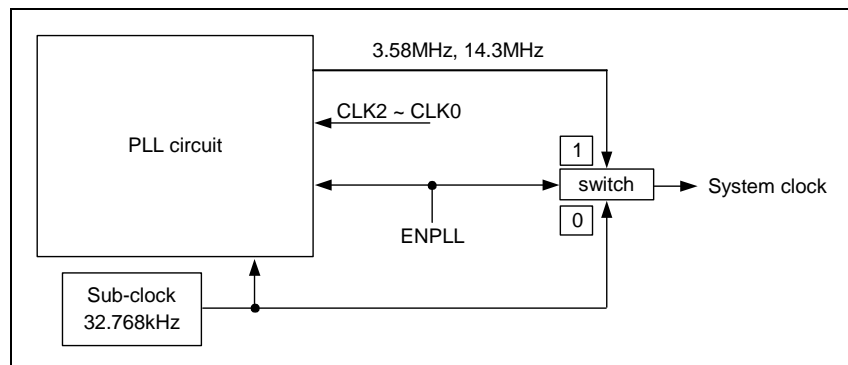 3.58MHz, 14.3MHz
CLK2 ~ CLK0
PLL circuit
1
switch
System clock
0
ENPLL
Sub-clock
32.768kHz